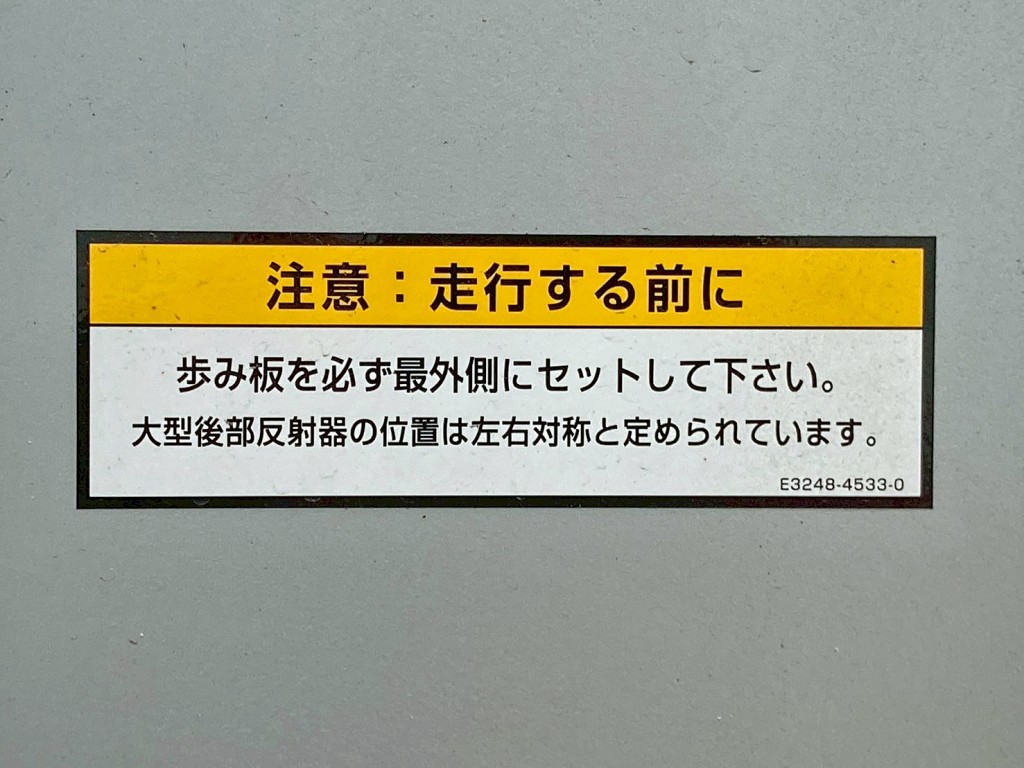 注意：走行する前に
歩み板を必ず最外側にセットして下さい。
大型後部反射器の位置は左右対称と定められています。
E3248-4533-0